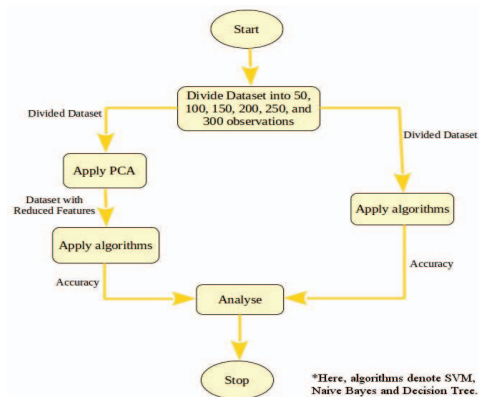 Start
Divide Dataset into 50,
100, 150, 200, 250, and
300 observations
Divided Dataset
Divided Dataset
Apply PCA
Dataset with
Reduced Features
Apply algorithms
Apply algorithms
Accuracy
Accuracy
Analyse
Stop
*Here, algorithms denote SVM,
Naive Bayes and Decision Tree.